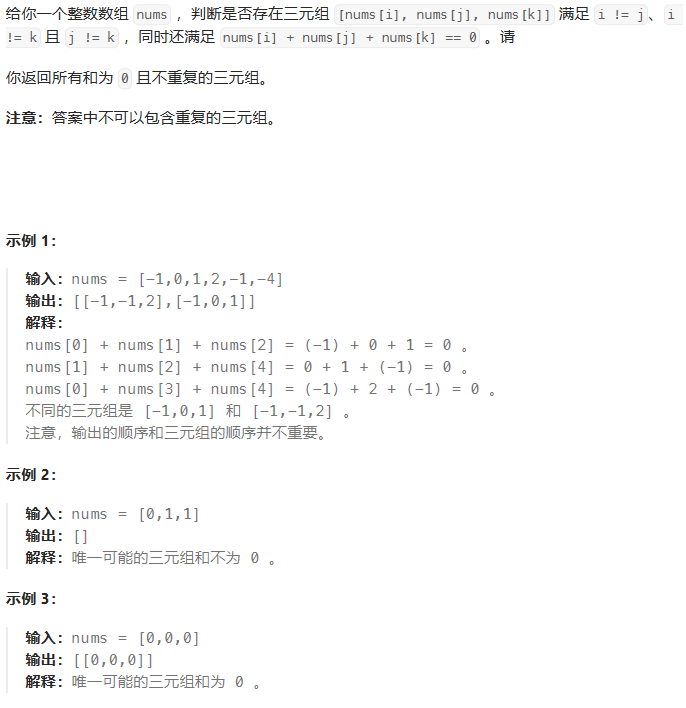 给你一个整数数组 nums ，判断是否存在三元组 [nums[i], nums[j], nums[k]] 满足 i != j、i
!= k 且 j != k ，同时还满足 nums[i] + nums[j] + nums[k] == 0 。请
你返回所有和为 0 且不重复的三元组。
注意：答案中不可以包含重复的三元组。
示例 1：
输入：nums = [-1,0,1,2,-1,-4]
输出：[[-1,-1,2],[-1,0,1]]
解释：
nums[0] + nums[1] + nums[2] = (-1) + 0 + 1 = 0 。
nums[1] + nums[2] + nums[4] = 0 + 1 + (-1) = 0 。
nums[0] + nums[3] + nums[4] = (-1) + 2 + (-1) = 0 。
不同的三元组是 [-1,0,1] 和 [-1,-1,2] 。
注意，输出的顺序和三元组的顺序并不重要。
示例 2：
输入：nums = [0,1,1]
输出：[]
解释：唯一可能的三元组和不为 0 。
示例 3：
输入：nums = [0,0,0]
输出：[[0,0,0]]
解释：唯一可能的三元组和为 0 。